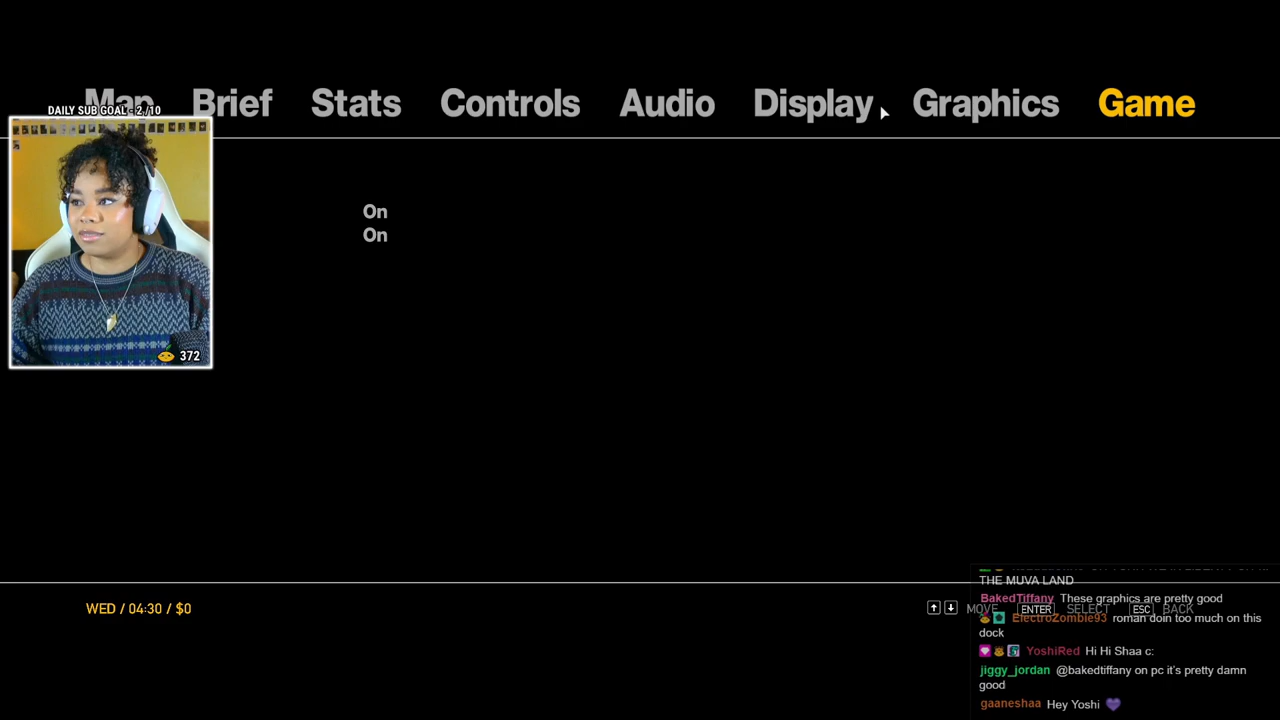 Map Brief Stats Controls Audio Display Graphics Game
DAILY SUB GOAL - 2 /10
On
On
372
THE MUVA LAND
BakedTiffany These graphics are pretty good
WED / 04:30 / $0
MOVE ENTER SELECT ESC BACK
ElectroZombie93 roman doin too much on this
dock
YoshiRed Hi Hi Shaa c:
jiggy_jordan @bakedtiffany on pc it's pretty damn
good
gaaneshaa Hey Yoshi